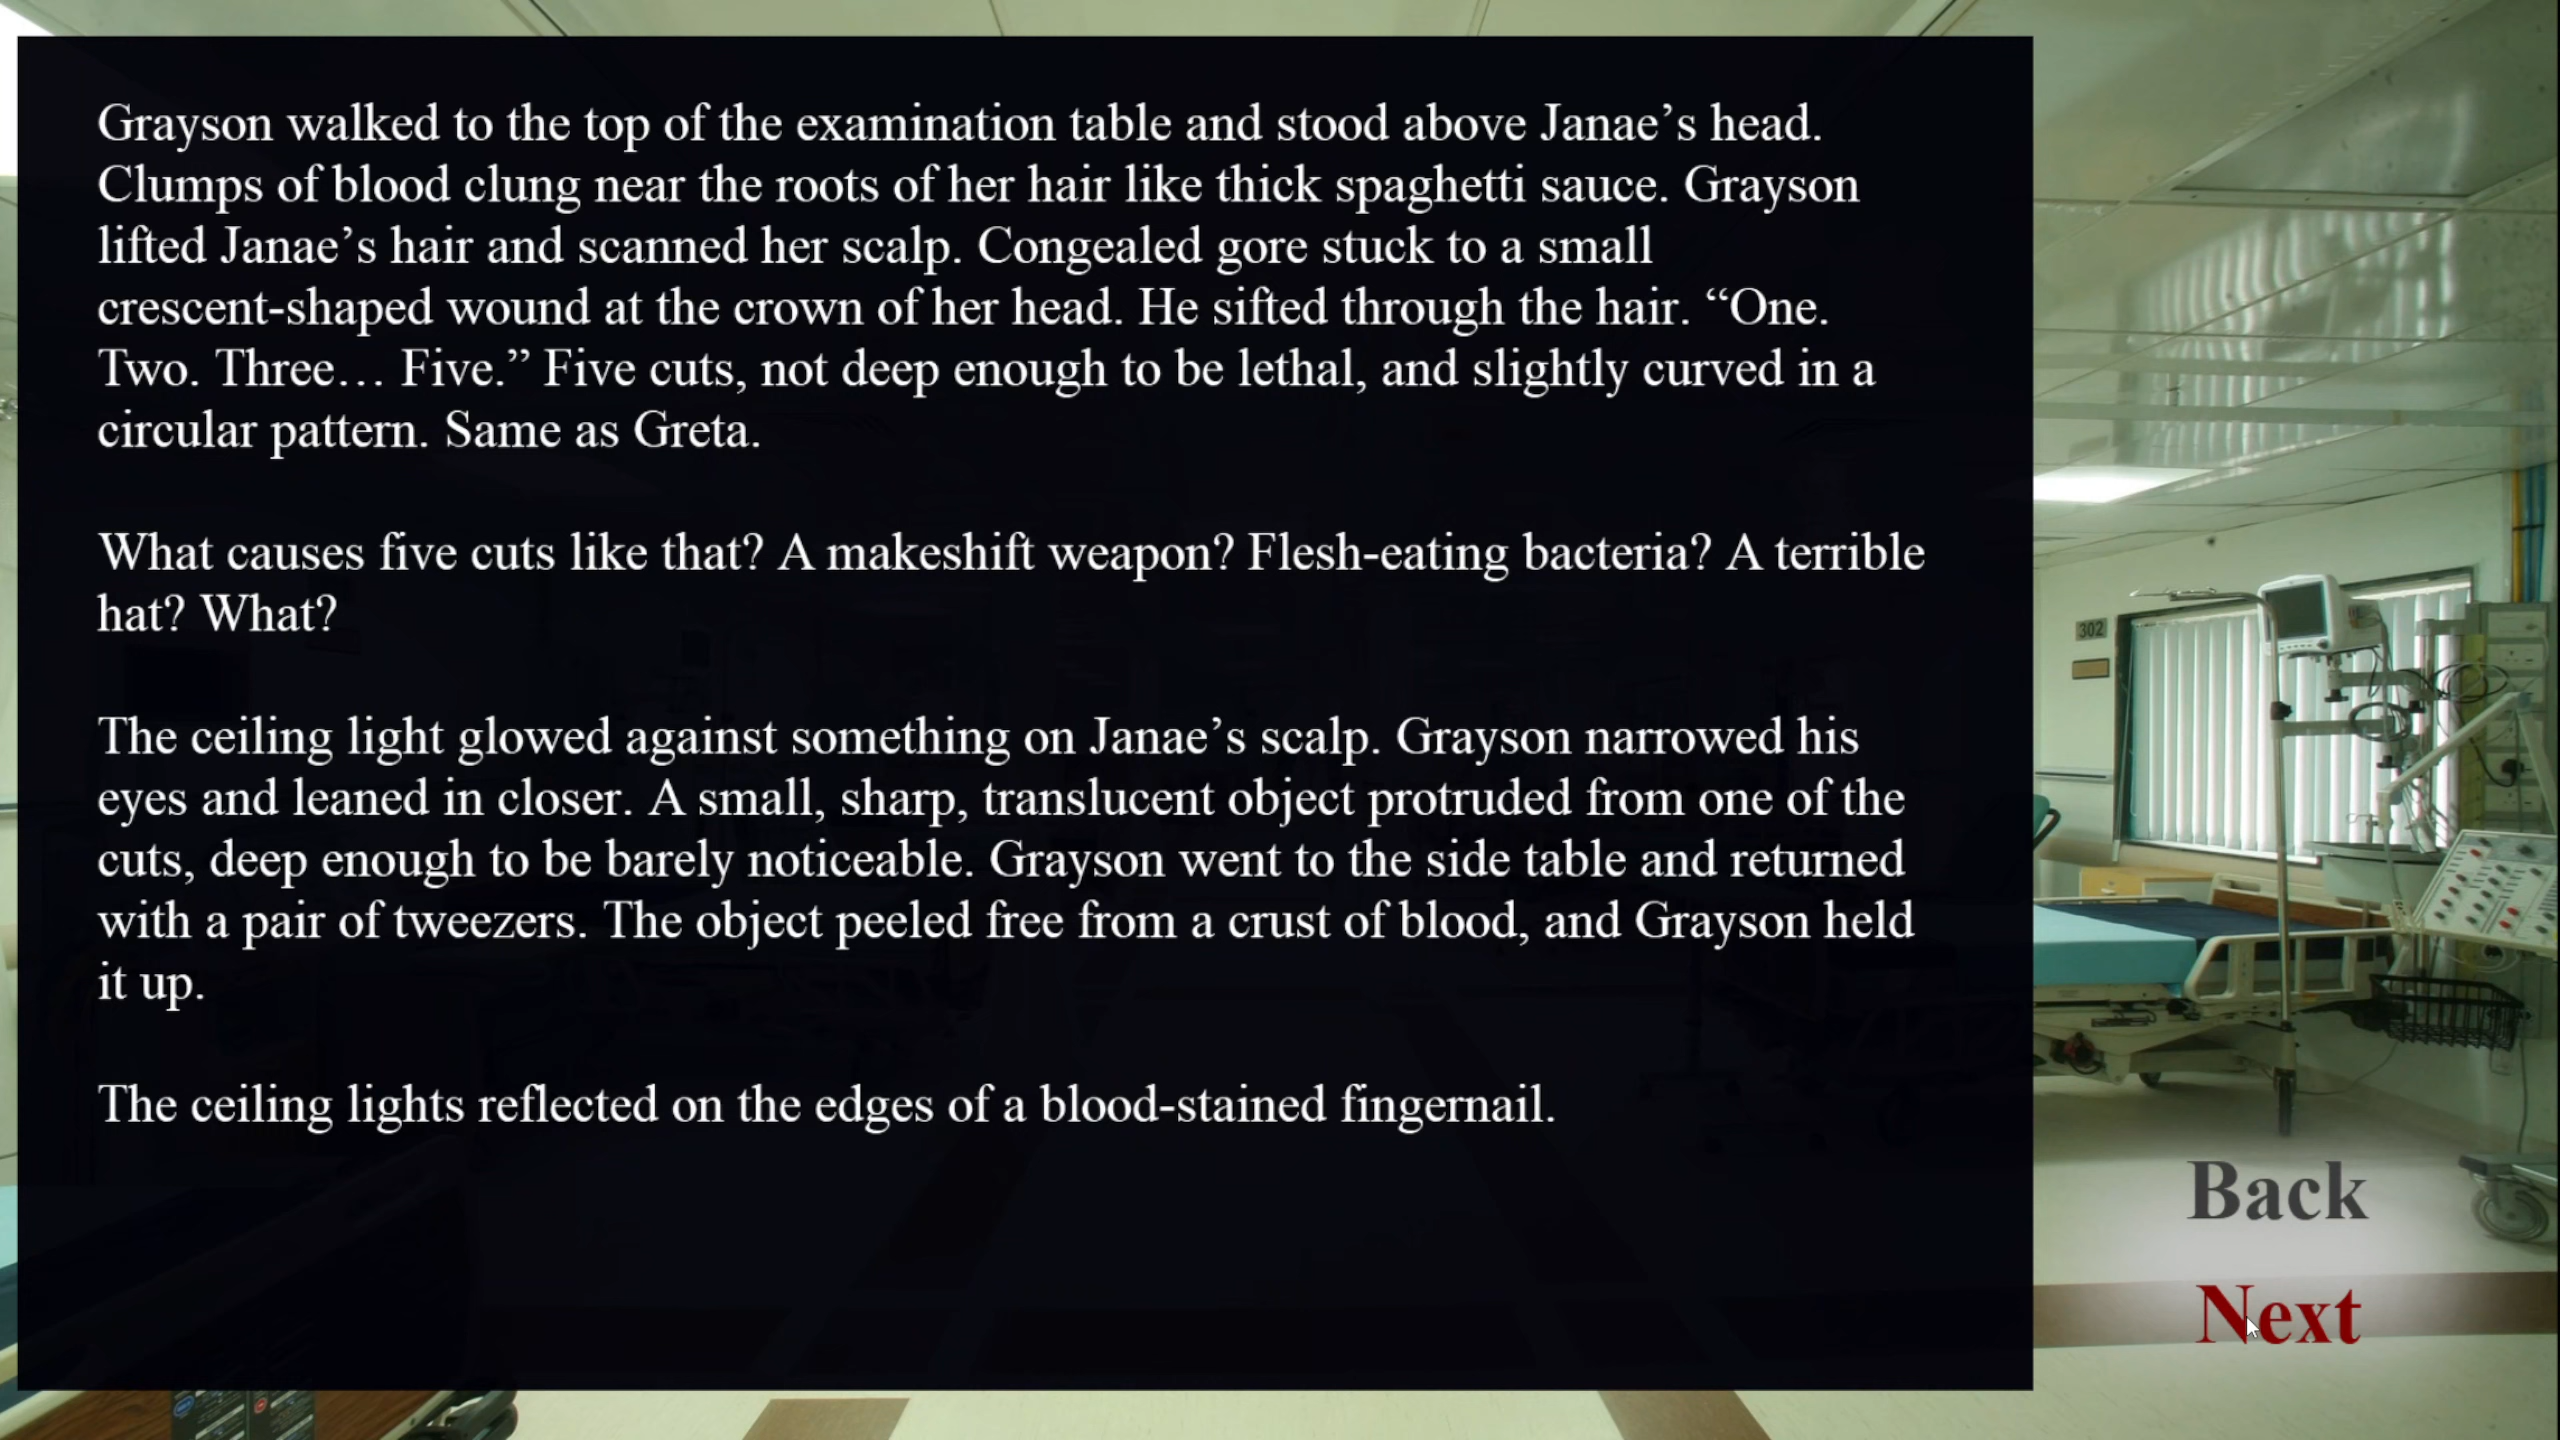 Grayson walked to the top of the examination table and stood above Janae’s head.
Clumps of blood clung near the roots of her hair like thick spaghetti sauce. Grayson
lifted Janae’s hair and scanned her scalp. Congealed gore stuck to a small
crescent-shaped wound at the crown of her head. He sifted through the hair. “One.
Two. Three… Five.” Five cuts, not deep enough to be lethal, and slightly curved in a
circular pattern. Same as Greta.
What causes five cuts like that? A makeshift weapon? Flesh-eating bacteria? A terrible
hat? What?
The ceiling light glowed against something on Janae’s scalp. Grayson narrowed his
eyes and leaned in closer. A small, sharp, translucent object protruded from one of the
cuts, deep enough to be barely noticeable. Grayson went to the side table and returned
with a pair of tweezers. The object peeled free from a crust of blood, and Grayson held
it up.
The ceiling lights reflected on the edges of a blood-stained fingernail.
302
Back
Next